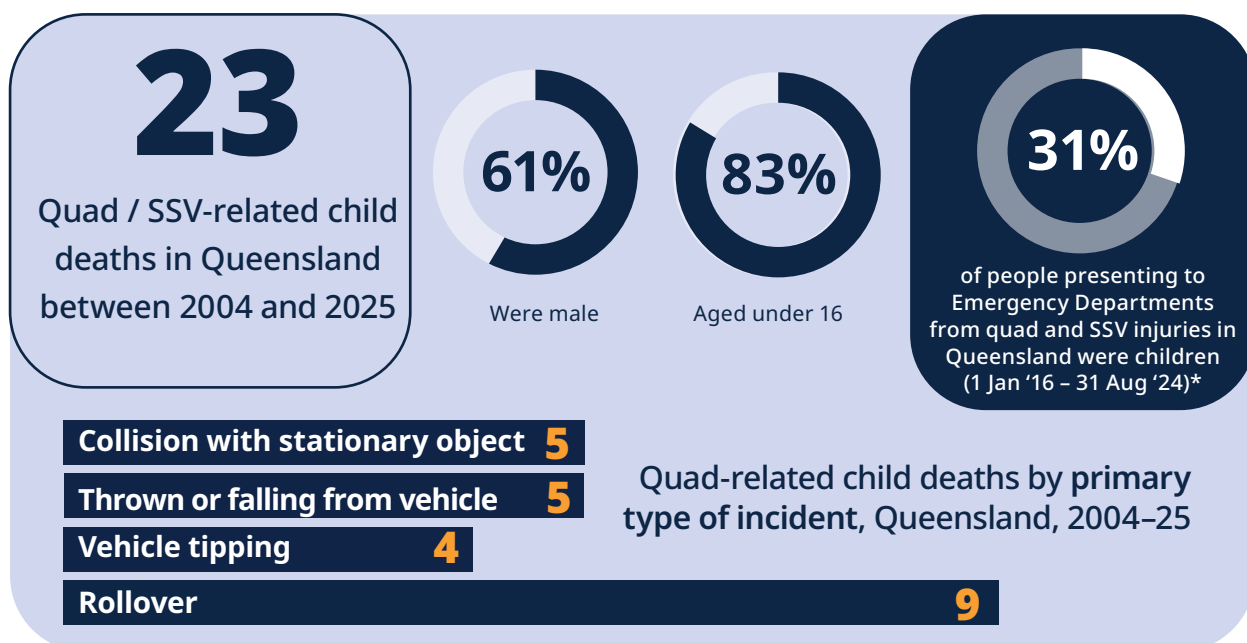 23
Quad / SSV-related child
deaths in Queensland
between 2004 and 2025
61%
Were male
83%
Aged under 16
31%
of people presenting to
Emergency Departments
from quad and SSV injuries in
Queensland were children
(1 Jan ‘16 – 31 Aug ‘24)*
Collision with stationary object 5
Thrown or falling from vehicle 5
Vehicle tipping 4
Rollover 9
Quad-related child deaths by primary
type of incident, Queensland, 2004–25